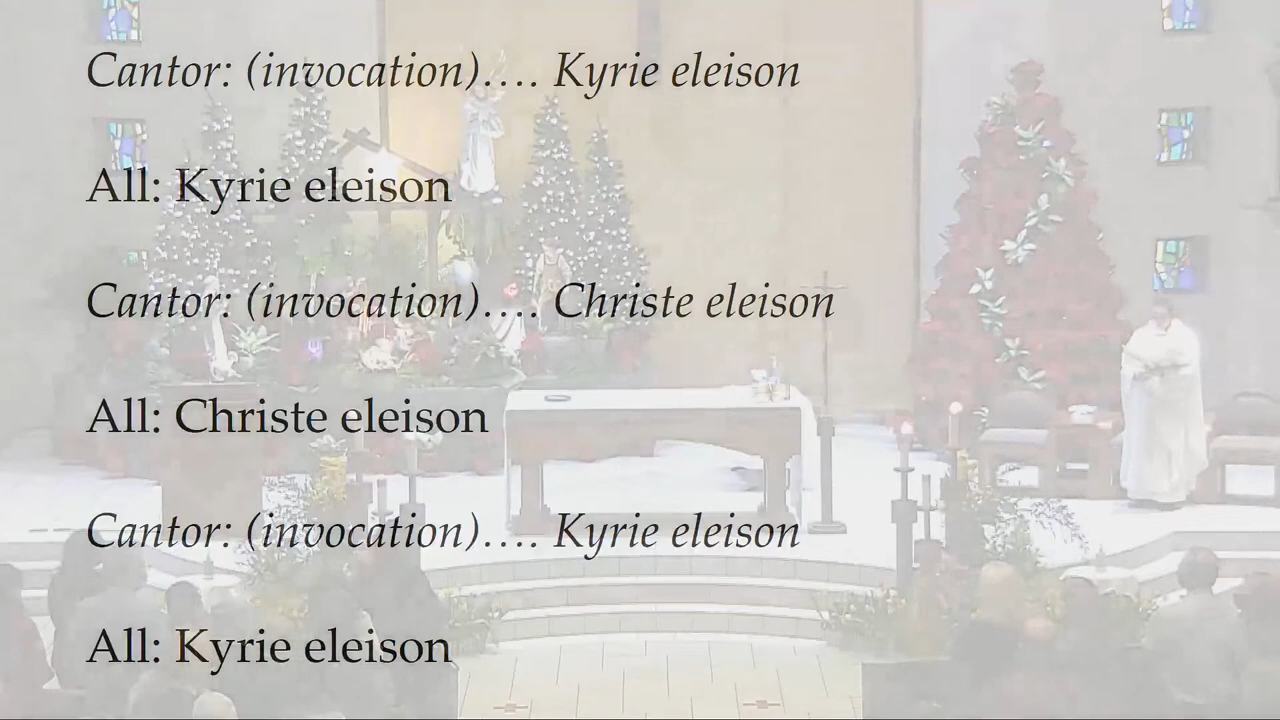 Cantor: (invocation)…. Kyrie eleison
All: Kyrie eleison
Cantor: (invocation)…. Christe eleison
All: Christe eleison
Cantor: (invocation)…. Kyrie eleison
All: Kyrie eleison